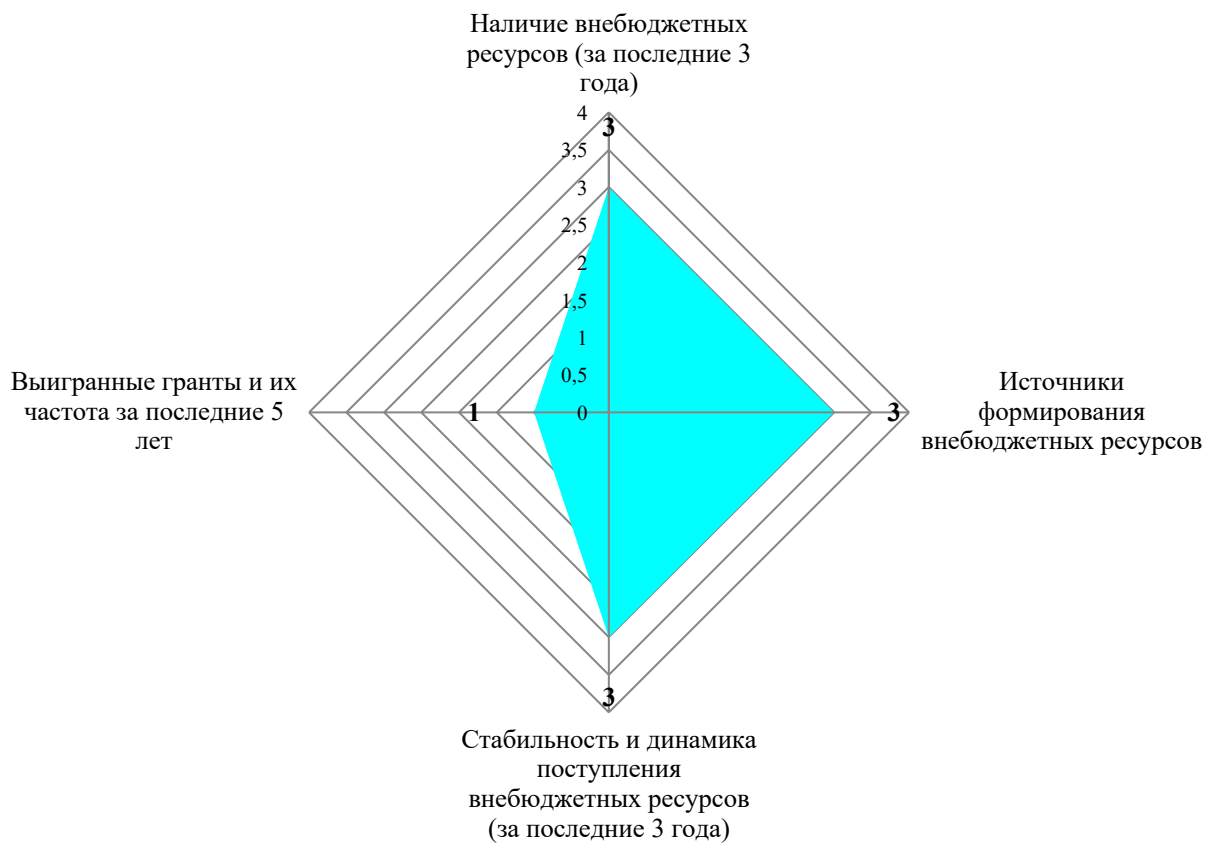 Наличие внебюджетных
ресурсов (за последние 3
года)
4
3
3,5
3
2,5
2
1,5
1
0,5
0
Выигранные гранты и их
частота за последние 5
лет
1
3
Источники
формирования
внебюджетных ресурсов
3
Стабильность и динамика
поступления
внебюджетных ресурсов
(за последние 3 года)